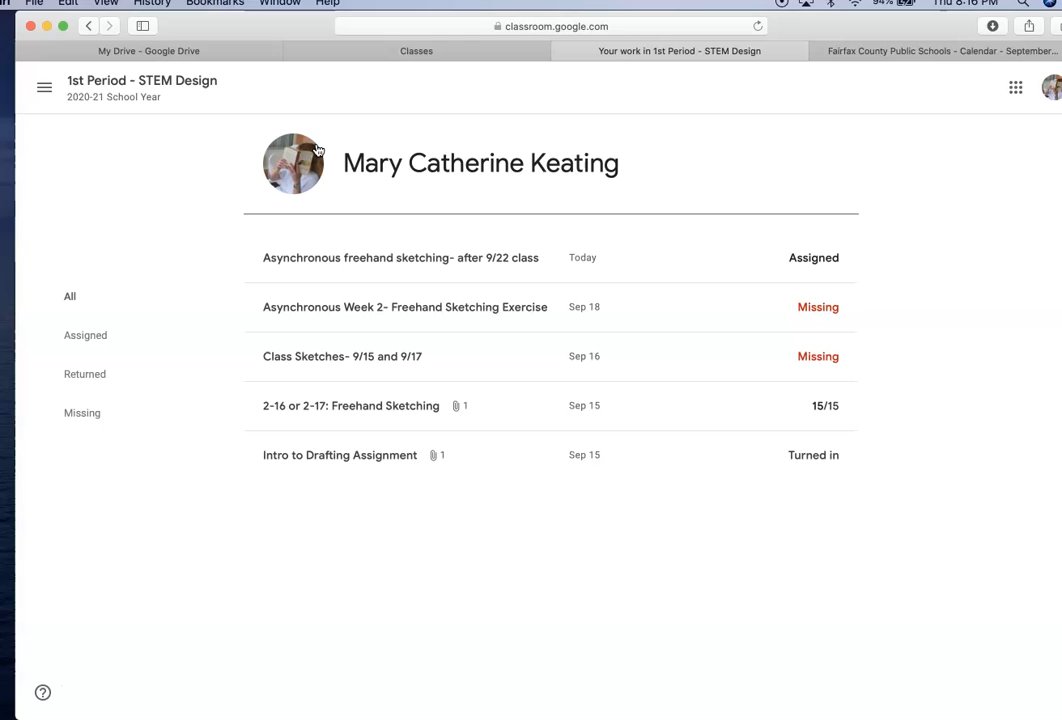 File Edit View History Bookmarks Window Help 94% Thu 8:16 PM
classroom.google.com
My Drive - Google Drive Classes Your work in 1st Period - STEM Design Fairfax County Public Schools - Calendar - September...
1st Period - STEM Design
2020-21 School Year
Mary Catherine Keating
Asynchronous freehand sketching- after 9/22 class Today Assigned
All
Asynchronous Week 2- Freehand Sketching Exercise Sep 18 Missing
Assigned
Class Sketches- 9/15 and 9/17 Sep 16 Missing
Returned
2-16 or 2-17: Freehand Sketching 1 Sep 15 15/15
Missing
Intro to Drafting Assignment 1 Sep 15 Turned in